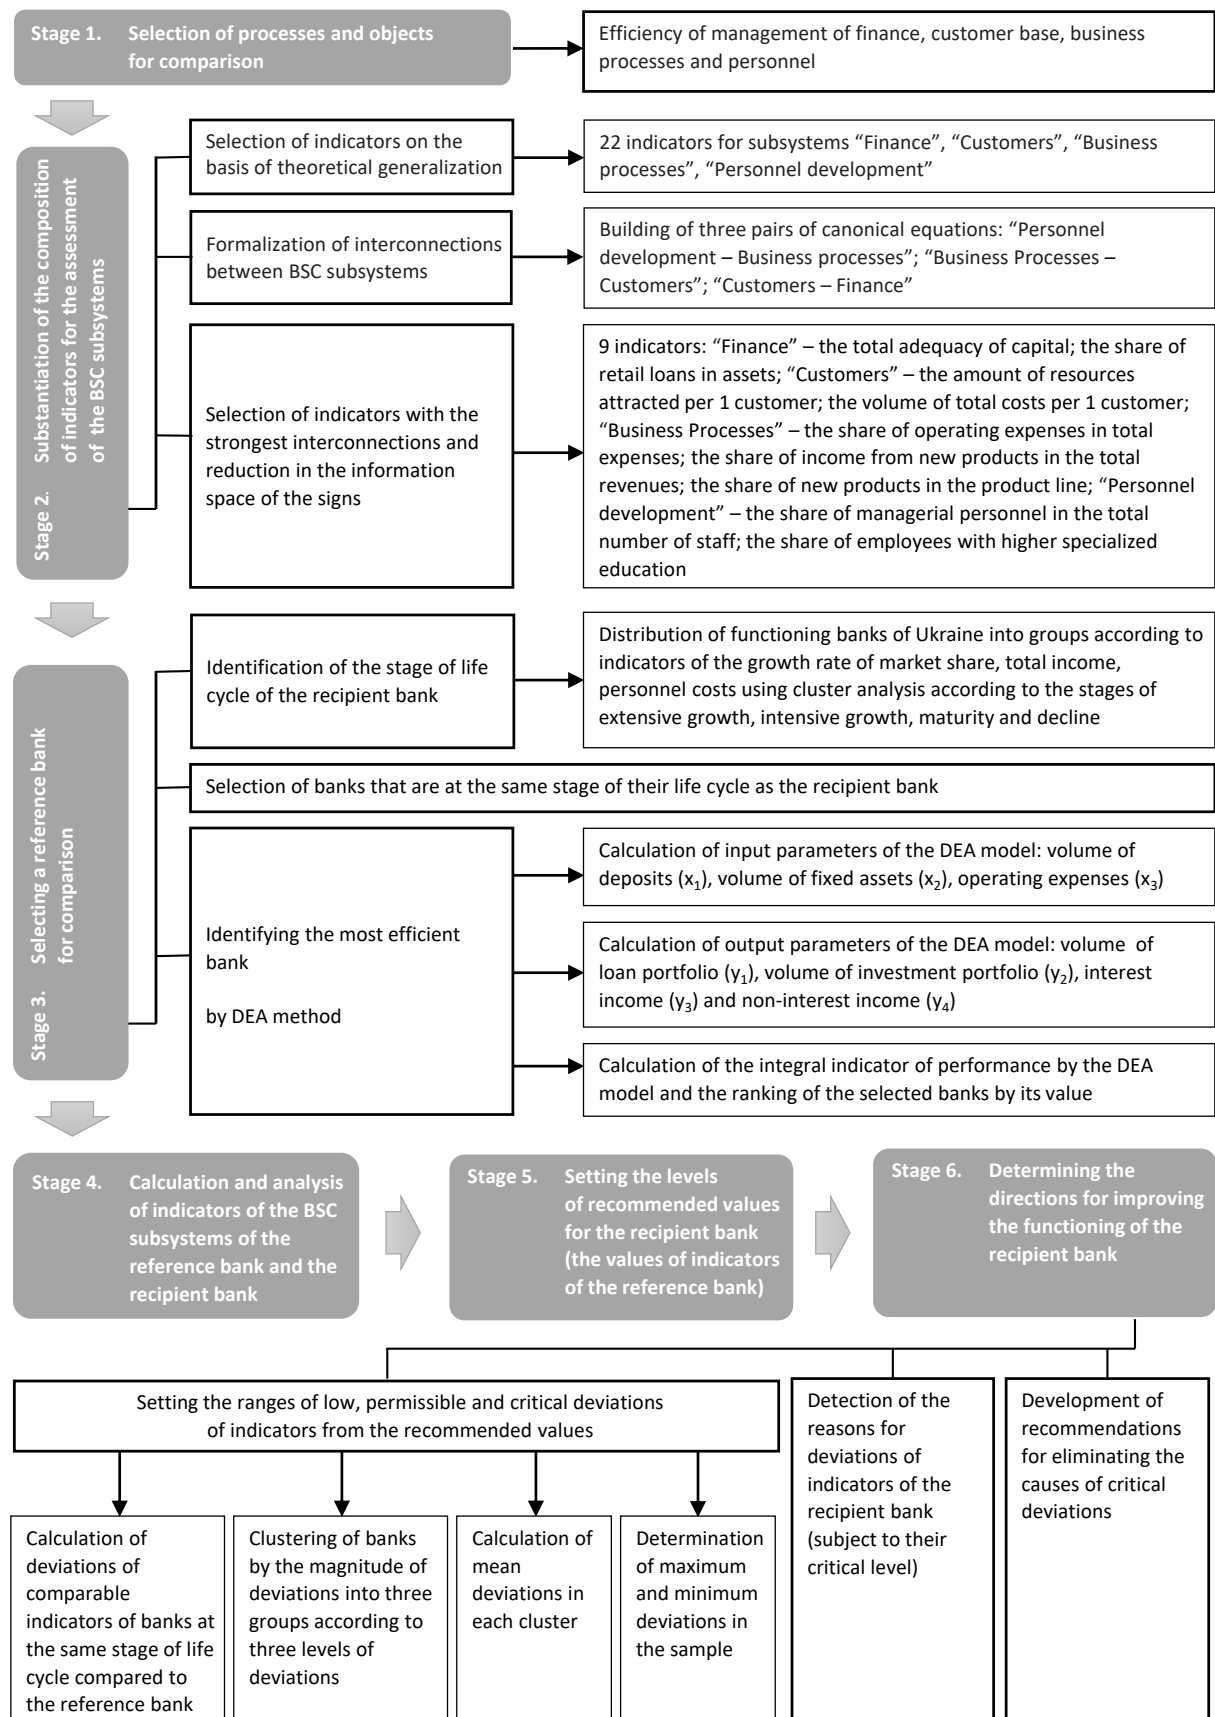 Stage 1. Selection of processes and objects
for comparison
Efficiency of management of finance, customer base, business
processes and personnel
Stage 2. Substantiation of the composition
of indicators for the assessment
of the BSC subsystems
Selection of indicators on the
basis of theoretical generalization
22 indicators for subsystems “Finance”, “Customers”, “Business
processes”, “Personnel development”
Formalization of interconnections
between BSC subsystems
Building of three pairs of canonical equations: “Personnel
development – Business processes”; “Business Processes –
Customers”; “Customers – Finance”
Selection of indicators with the
strongest interconnections and
reduction in the information
space of the signs
9 indicators: “Finance” – the total adequacy of capital; the share of
retail loans in assets; “Customers” – the amount of resources
attracted per 1 customer; the volume of total costs per 1 customer;
“Business Processes” – the share of operating expenses in total
expenses; the share of income from new products in the total
revenues; the share of new products in the product line; “Personnel
development” – the share of managerial personnel in the total
number of staff; the share of employees with higher specialized
education
Stage 3. Selecting a reference bank
for comparison
Identification of the stage of life
cycle of the recipient bank
Distribution of functioning banks of Ukraine into groups according to
indicators of the growth rate of market share, total income,
personnel costs using cluster analysis according to the stages of
extensive growth, intensive growth, maturity and decline
Selection of banks that are at the same stage of their life cycle as the recipient bank
Identifying the most efficient
bank
by DEA method
Calculation of input parameters of the DEA model: volume of
deposits (x₁), volume of fixed assets (x₂), operating expenses (x₃)
Calculation of output parameters of the DEA model: volume of
loan portfolio (y₁), volume of investment portfolio (y₂), interest
income (y₃) and non-interest income (y₄)
Calculation of the integral indicator of performance by the DEA
model and the ranking of the selected banks by its value
Stage 4. Calculation and analysis
of indicators of the BSC
subsystems of the
reference bank and the
recipient bank
Stage 5. Setting the levels
of recommended values
for the recipient bank
(the values of indicators
of the reference bank)
Stage 6. Determining the
directions for improving
the functioning of the
recipient bank
Setting the ranges of low, permissible and critical deviations
of indicators from the recommended values
Calculation of
deviations of
comparable
indicators of banks at
the same stage of life
cycle compared to
the reference bank
Clustering of banks
by the magnitude of
deviations into three
groups according to
three levels of
deviations
Calculation of
mean
deviations in
each cluster
Determination
of maximum
and minimum
deviations in
the sample
Detection of the
reasons for
deviations of
indicators of the
recipient bank
(subject to their
critical level)
Development of
recommendations
for eliminating the
causes of critical
deviations